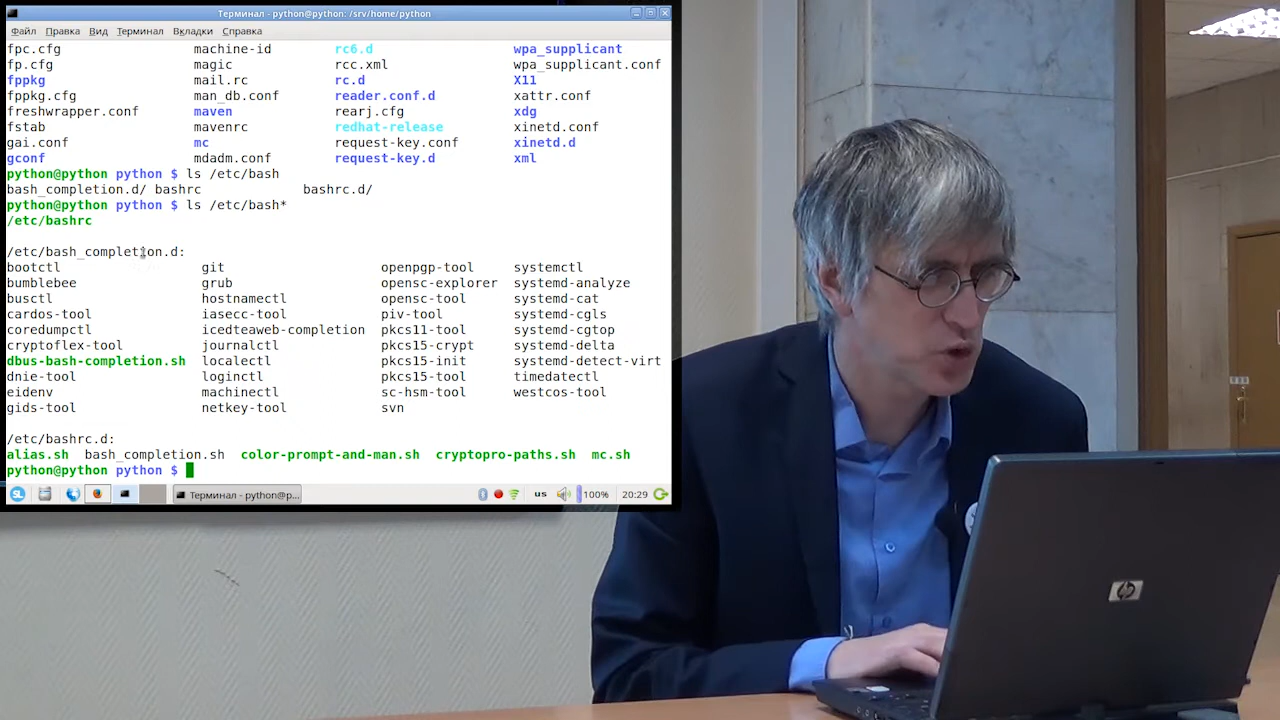 Терминал - python@python: /srv/home/python
Файл Правка Вид Терминал Вкладки Справка
fpc.cfg machine-id rc6.d wpa_supplicant
fp.cfg magic rcc.xml wpa_supplicant.conf
fppkg mail.rc rc.d X11
fppkg.cfg man_db.conf reader.conf.d xattr.conf
freshwrapper.conf maven rearj.cfg xdg
fstab mavenrc redhat-release xinetd.conf
gai.conf mc request-key.conf xinetd.d
gconf mdadm.conf request-key.d xml
python@python python $ ls /etc/bash
bash_completion.d/ bashrc bashrc.d/
python@python python $ ls /etc/bash*
/etc/bashrc
/etc/bash_completion.d:
bootctl git openpgp-tool systemctl
bumblebee grub opensc-explorer systemd-analyze
busctl hostnamectl opensc-tool systemd-cat
cardos-tool iasecc-tool piv-tool systemd-cgls
coredumpctl icedteaweb-completion pkcs11-tool systemd-cgtop
cryptoflex-tool journalctl pkcs15-crypt systemd-delta
dbus-bash-completion.sh localectl pkcs15-init systemd-detect-virt
dnie-tool loginctl pkcs15-tool timedatectl
eidenv machinectl sc-hsm-tool westcos-tool
gids-tool netkey-tool svn
/etc/bashrc.d:
alias.sh bash_completion.sh color-prompt-and-man.sh cryptopro-paths.sh mc.sh
python@python python $
SL Терминал - python@p... us 100% 20:29
hp